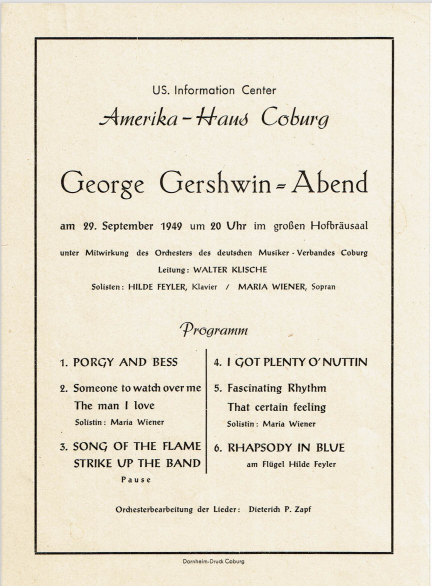 US. Information Center
Amerika-Haus Coburg
George Gershwin=Abend
am 29. September 1949 um 20 Uhr im großen Hofbräusaal
unter Mitwirkung des Orchesters des deutschen Musiker-Verbandes Coburg
Leitung: WALTER KLISCHE
Solisten: HILDE FEYLER, Klavier / MARIA WIENER, Sopran
Programm
1. PORGY AND BESS
2. Someone to watch over me
The man I love
Solistin: Maria Wiener
3. SONG OF THE FLAME
STRIKE UP THE BAND
Pause
4. I GOT PLENTY O'NUTTIN
5. Fascinating Rhythm
That certain feeling
Solistin: Maria Wiener
6. RHAPSODY IN BLUE
am Flügel Hilde Feyler
Orchesterbearbeitung der Lieder: Dieterich P. Zapf
Dornheim-Druck Coburg